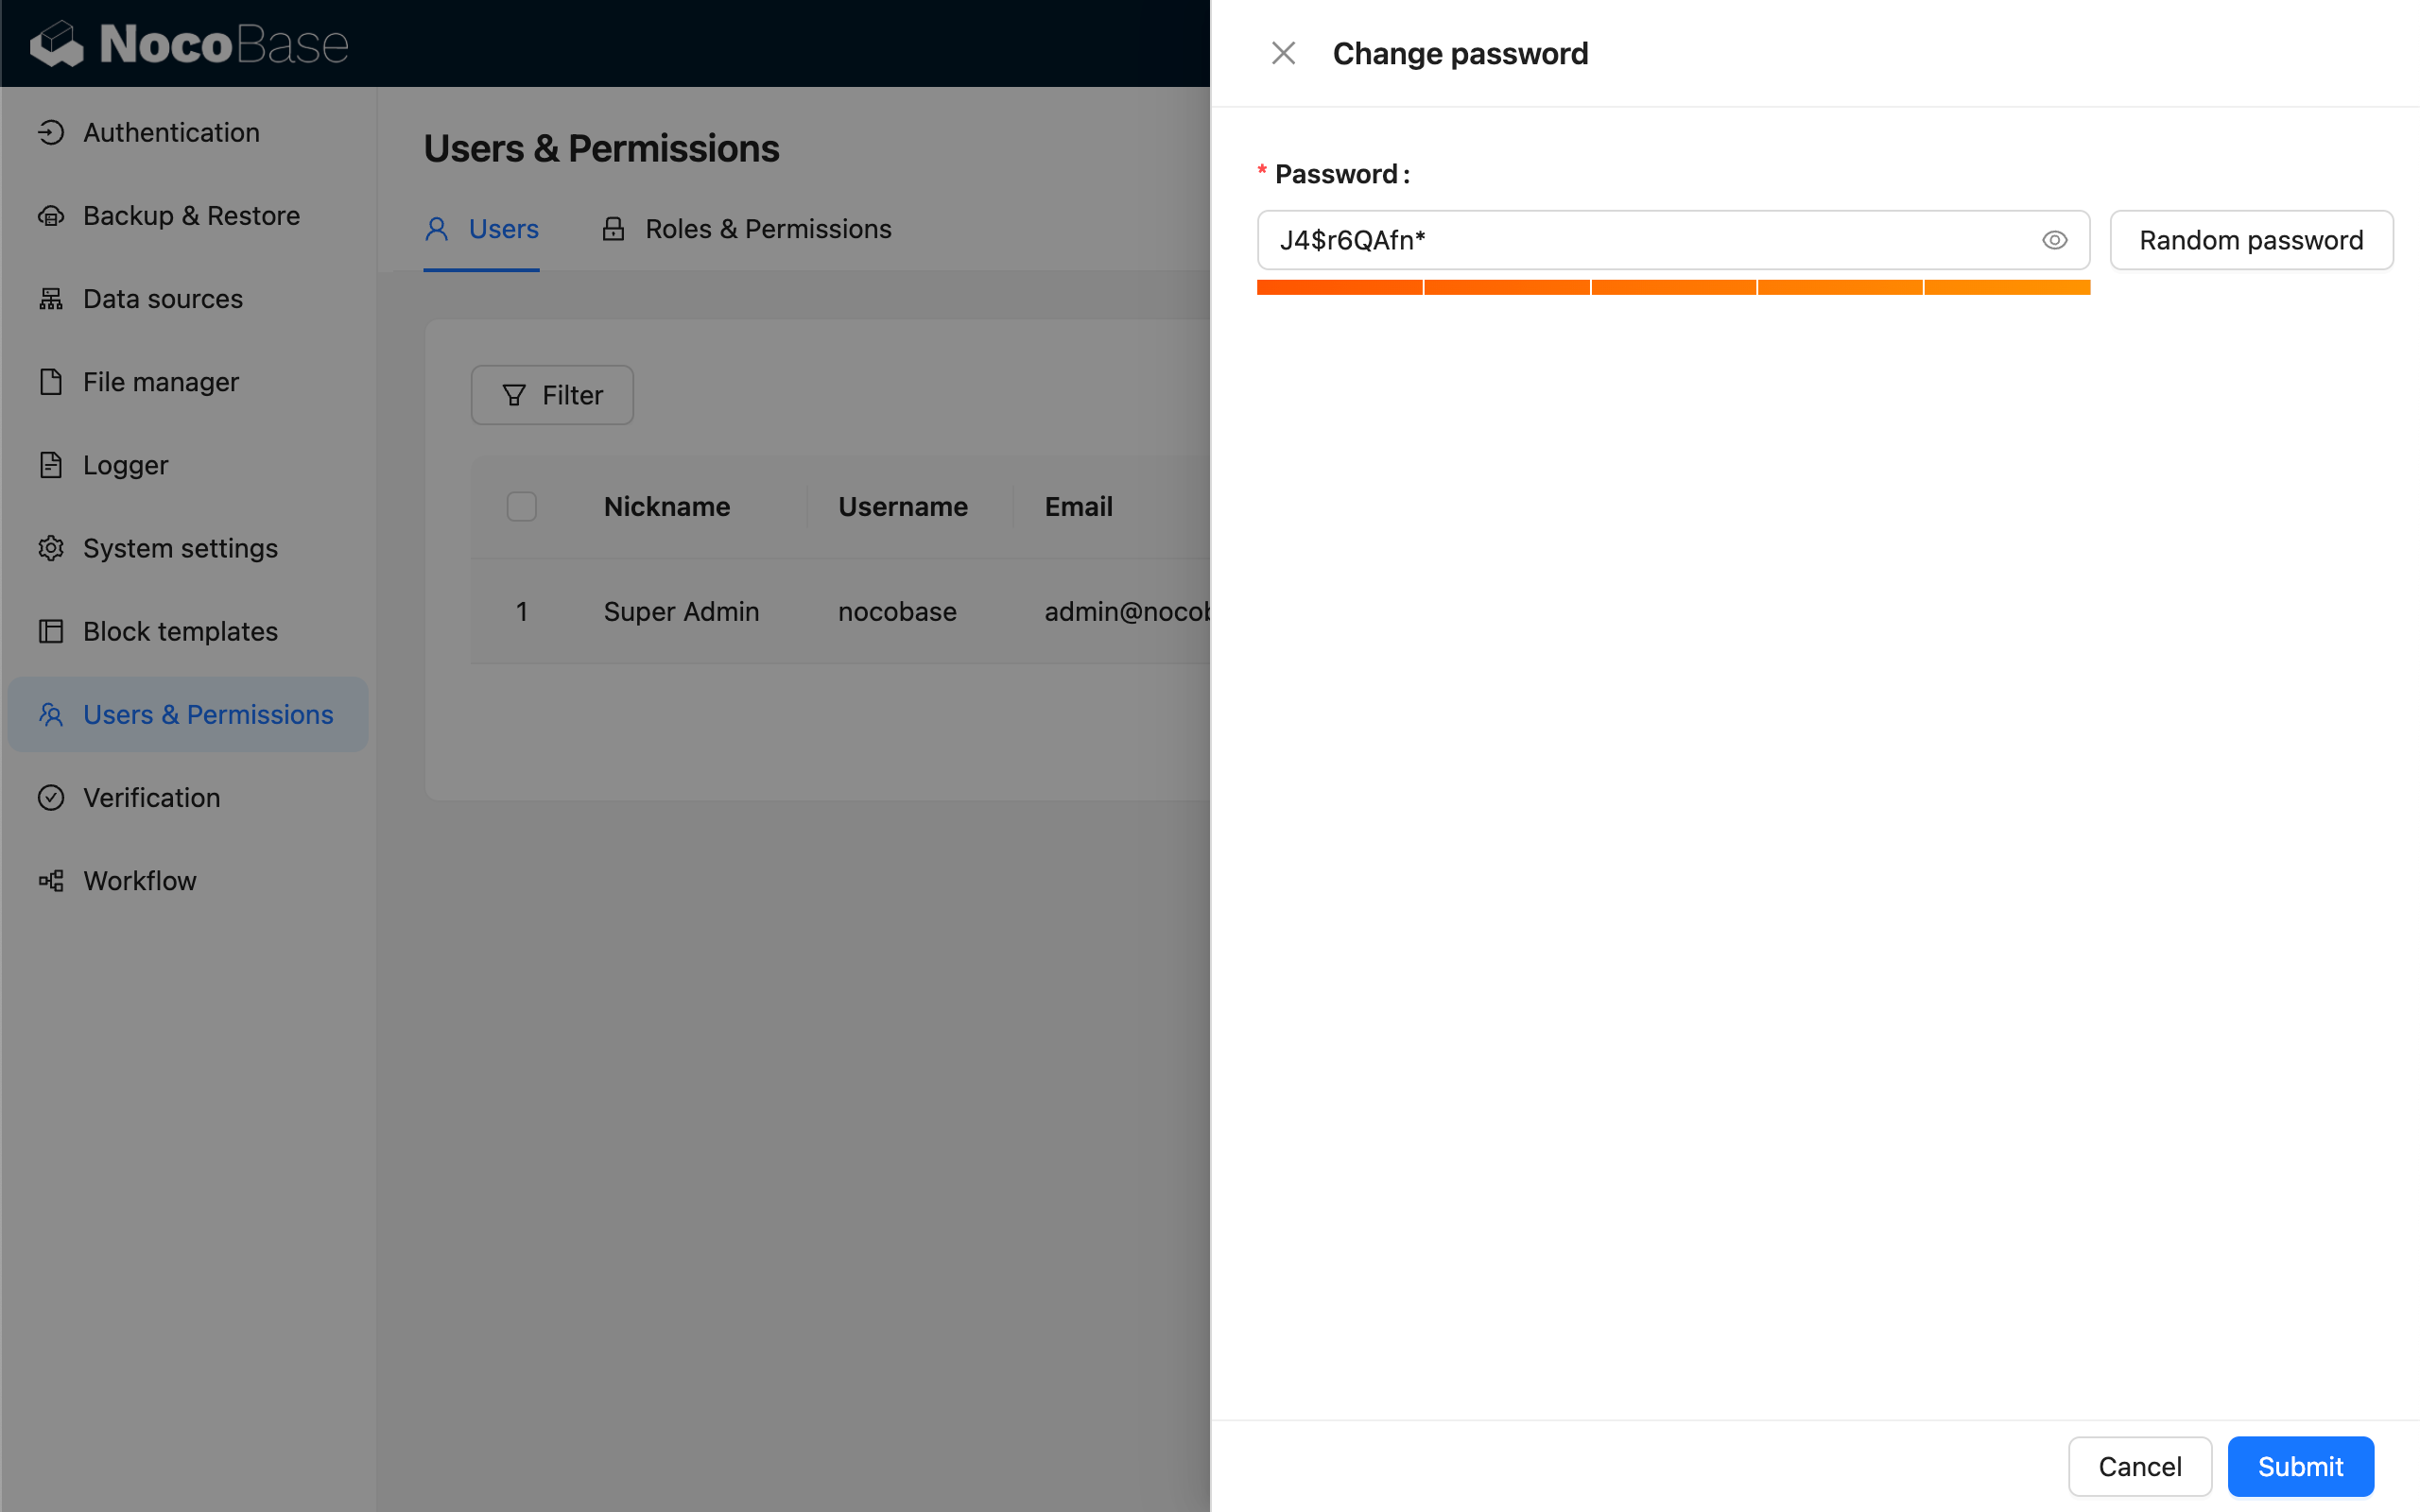 NocoBase
Authentication
Backup & Restore
Data sources
File manager
Logger
System settings
Block templates
Users & Permissions
Verification
Workflow
Users & Permissions
Users
Roles & Permissions
Filter
Nickname Username Email
1 Super Admin nocobase admin@nocob
Change password
* Password :
J4$r6QAfn*
Random password
Cancel
Submit